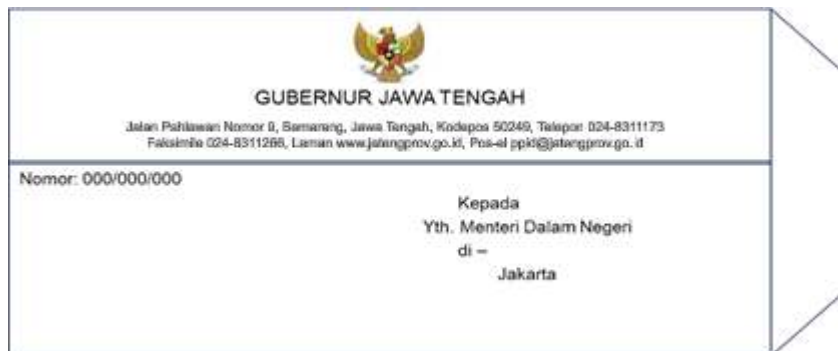 GUBERNUR JAWA TENGAH
Jalan Pahlawan Nomor 9, Semarang, Jawa Tengah, Kodepos 50249, Telepon 024-8311173
Faksimile 024-8311266, Laman www.jatengprov.go.id, Pos-el ppid@jatengprov.go. id
Nomor: 000/000/000
Kepada
Yth. Menteri Dalam Negeri
di –
Jakarta